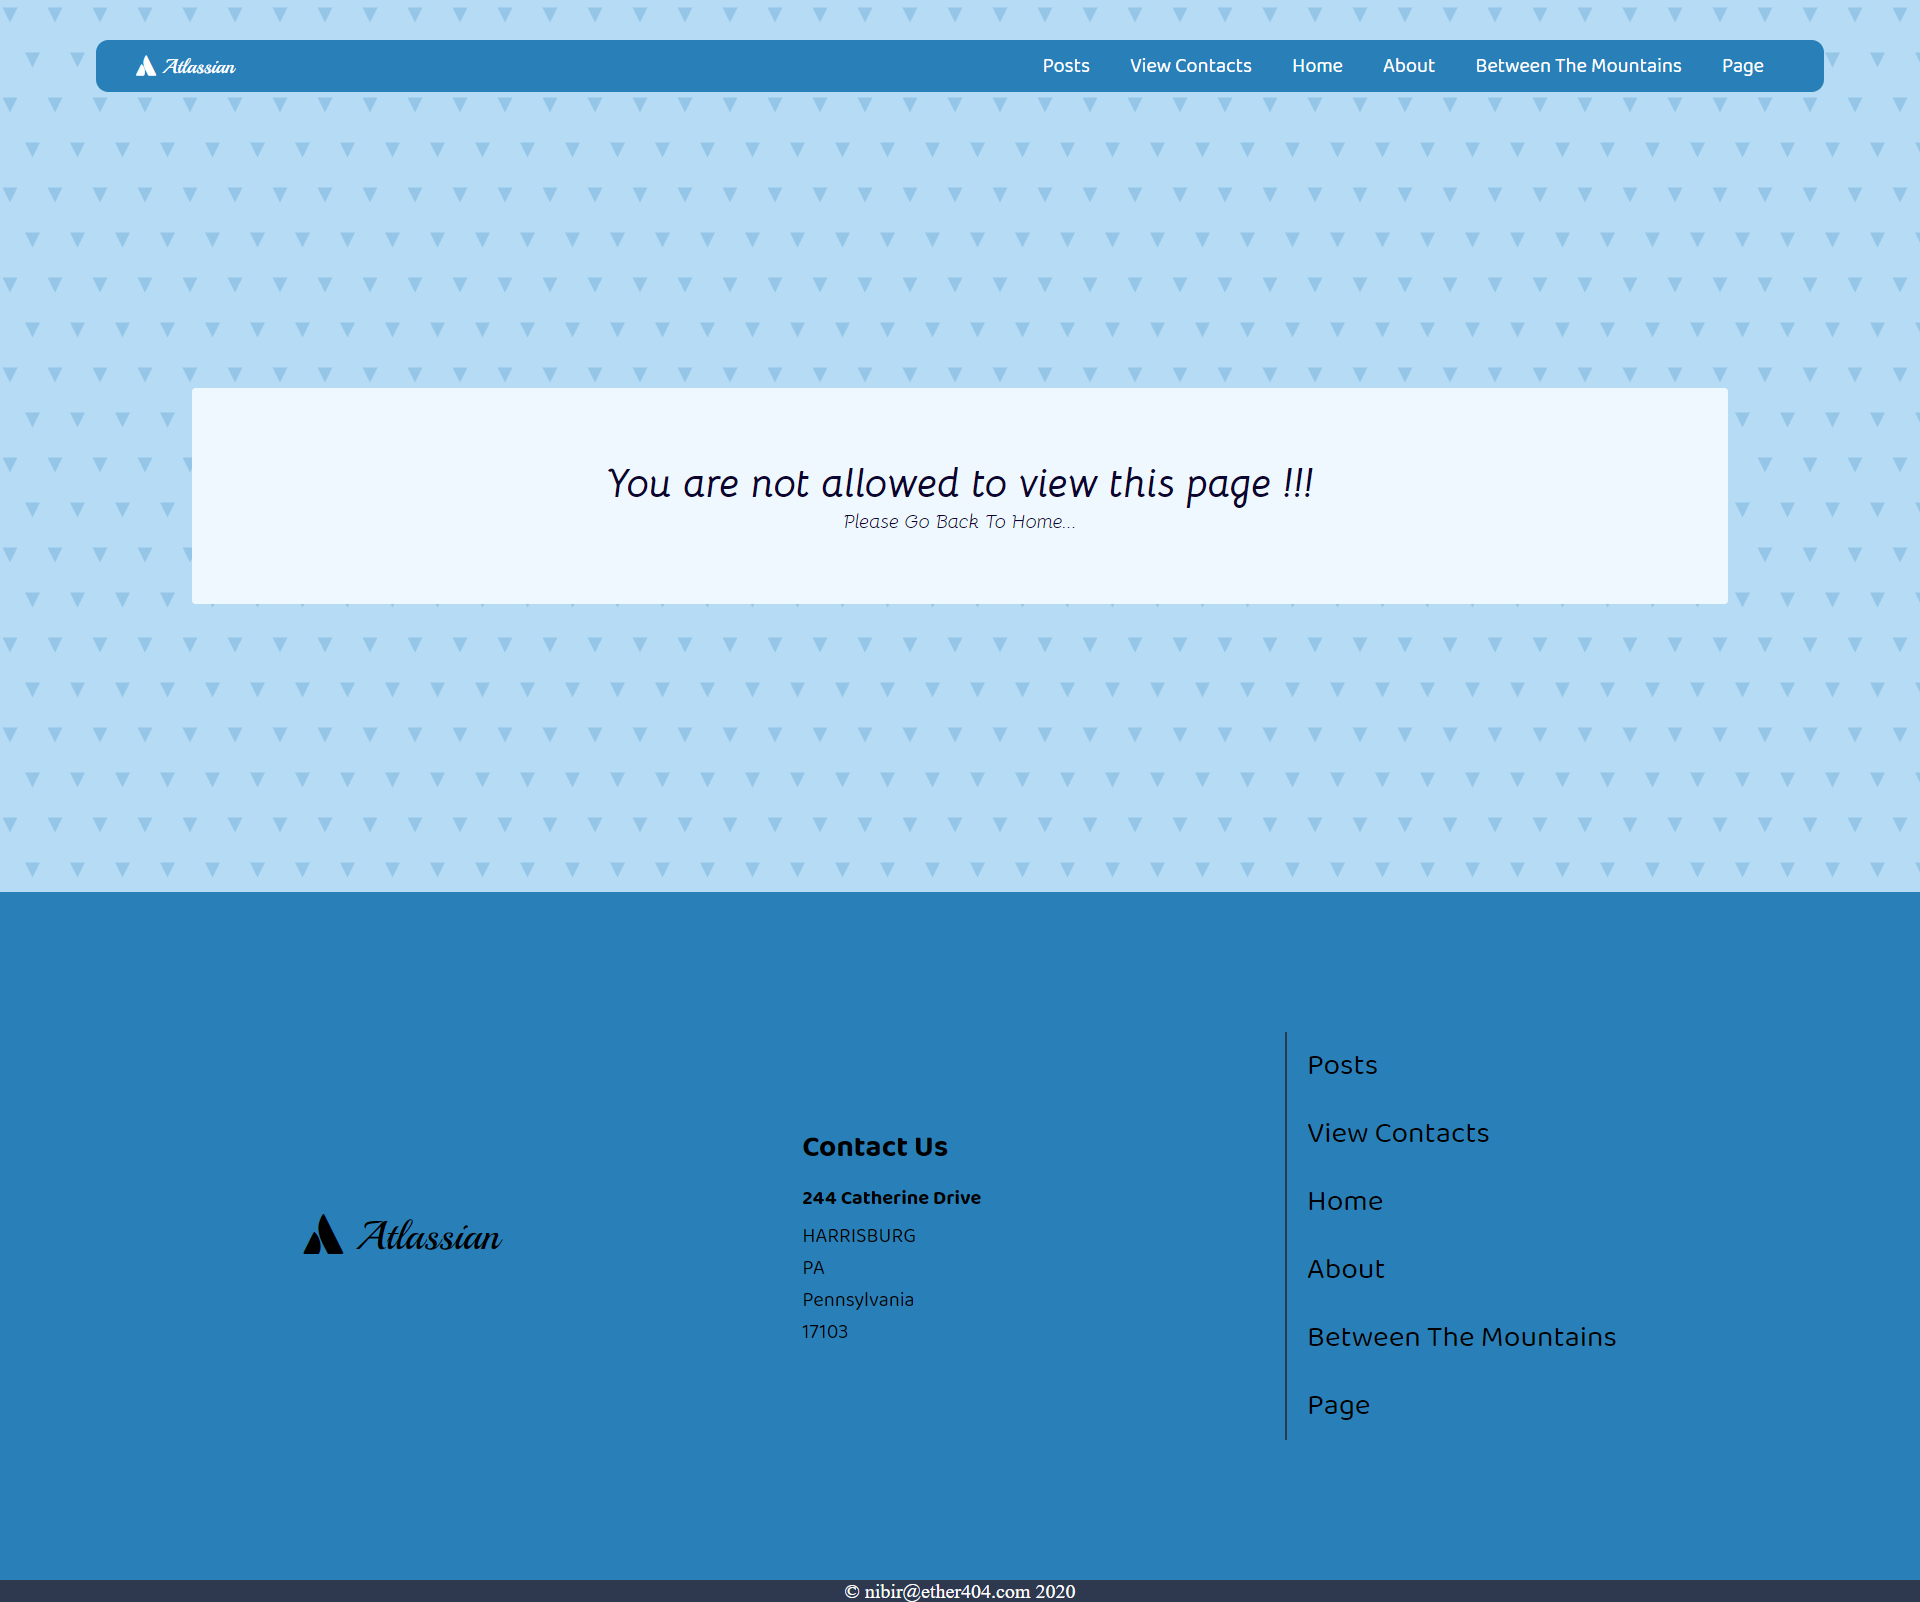 Atlassian
Posts View Contacts Home About Between The Mountains Page
You are not allowed to view this page !!!
Please Go Back To Home...
Atlassian
Contact Us
244 Catherine Drive
HARRISBURG
PA
Pennsylvania
17103
Posts
View Contacts
Home
About
Between The Mountains
Page
© nibir@ether404.com 2020